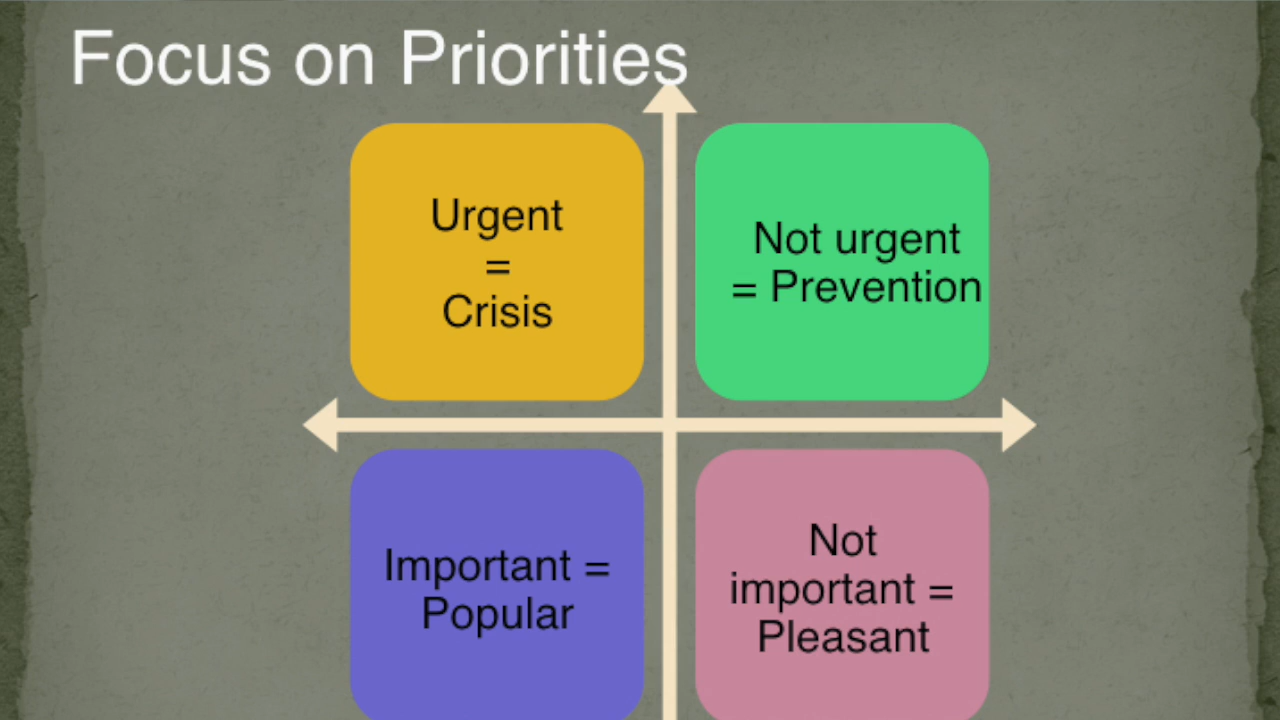 Focus on Priorities
Urgent
=
Crisis
Not urgent
= Prevention
Important =
Popular
Not
important =
Pleasant